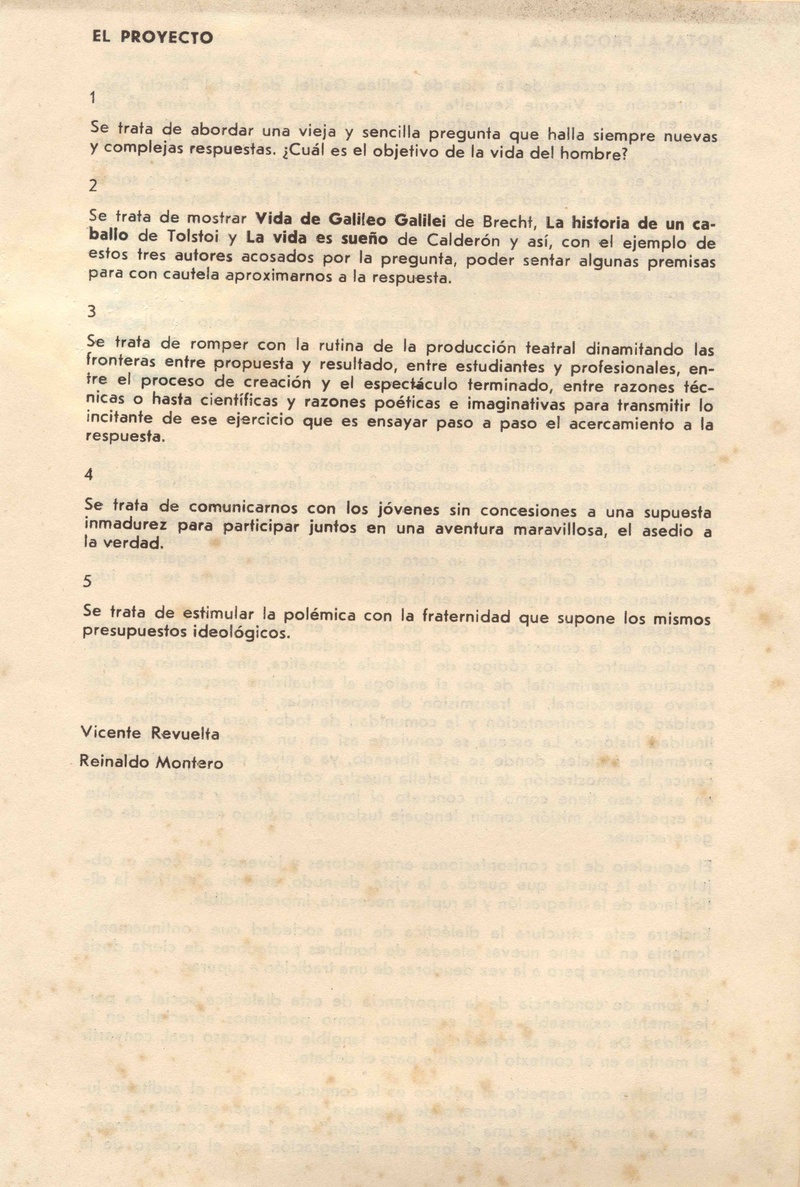 EL PROYECTO
1
Se trata de abordar una vieja y sencilla pregunta que halla siempre nuevas
y complejas respuestas. ¿Cuál es el objetivo de la vida del hombre?
2
Se trata de mostrar Vida de Galileo Galilei de Brecht, La historia de un ca-
ballo de Tolstoi y La vida es sueño de Calderón y así, con el ejemplo de
estos tres autores acosados por la pregunta, poder sentar algunas premisas
para con cautela aproximarnos a la respuesta.
3
Se trata de romper con la rutina de la producción teatral dinamitando las
fronteras entre propuesta y resultado, entre estudiantes y profesionales, en-
tre el proceso de creación y el espectáculo terminado, entre razones téc-
nicas o hasta científicas y razones poéticas e imaginativas para transmitir lo
incitante de ese ejercicio que es ensayar paso a paso el acercamiento a la
respuesta.
4
Se trata de comunicarnos con los jóvenes sin concesiones a una supuesta
inmadurez para participar juntos en una aventura maravillosa, el asedio a
la verdad.
5
Se trata de estimular la polémica con la fraternidad que supone los mismos
presupuestos ideológicos.
Vicente Revuelta
Reinaldo Montero